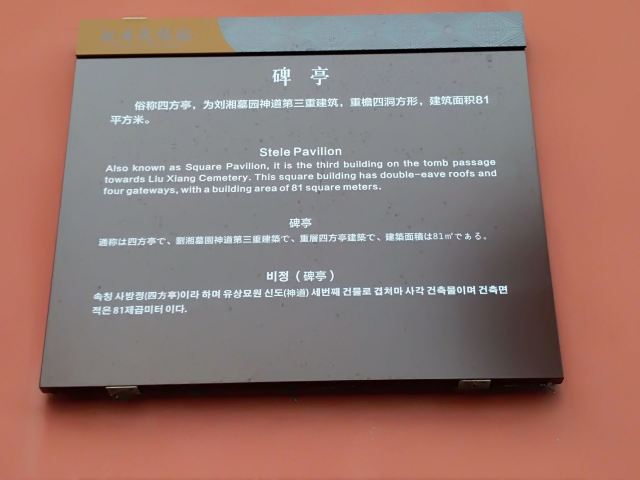 碑亭
俗称四方亭，为刘湘墓园神道第三重建筑，重檐四洞方形，建筑面积81
平方米。
Stele Pavilion
Also known as Square Pavilion, it is the third building on the tomb passage
towards Liu Xiang Cemetery. This square building has double-eave roofs and
four gateways, with a building area of 81 square meters.
碑亭
通称は四方亭で、劉湘墓園神道第三重建築で、重層四方亭建築で、建築面積は81㎡である。
비정（碑亭）
속칭 사방정(四方亭)이라 하며 유상묘원 신도(神道) 세번째 건물로 겹처마 사각 건축물이며 건축면
적은 81제곱미터 이다.